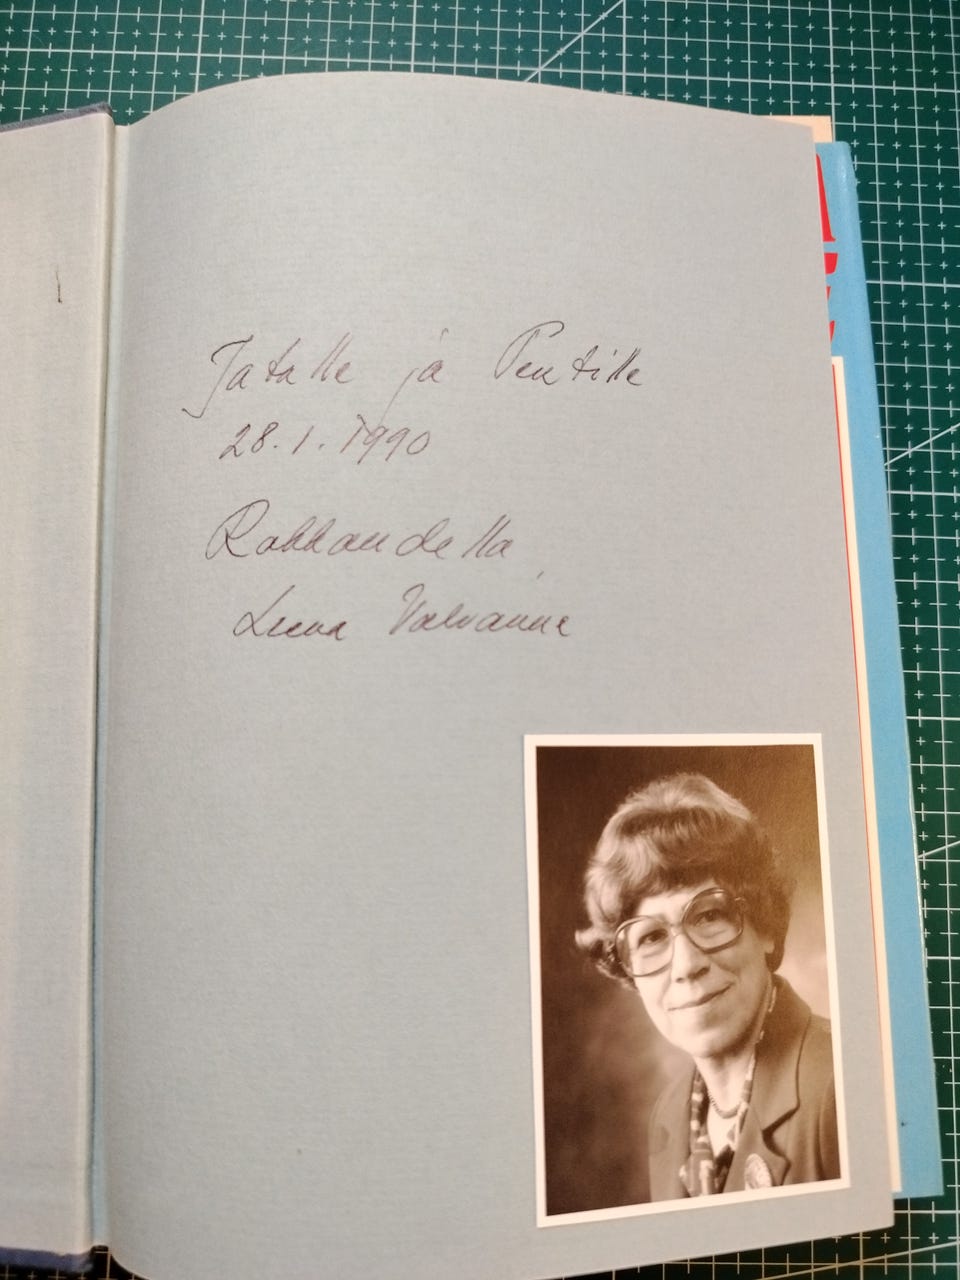 Jatalle ja Pentille
28.1.1990
Rakkaudella,
Leena Valvanne